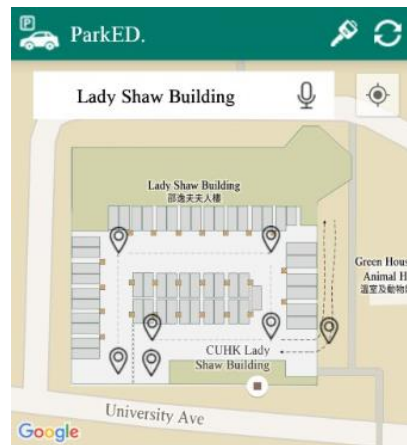 P
ParkED.
Lady Shaw Building
Lady Shaw Building
邵逸夫夫人樓
Green Hous
Animal H
溫室及動物
CUHK Lady
Shaw Building
University Ave
Google